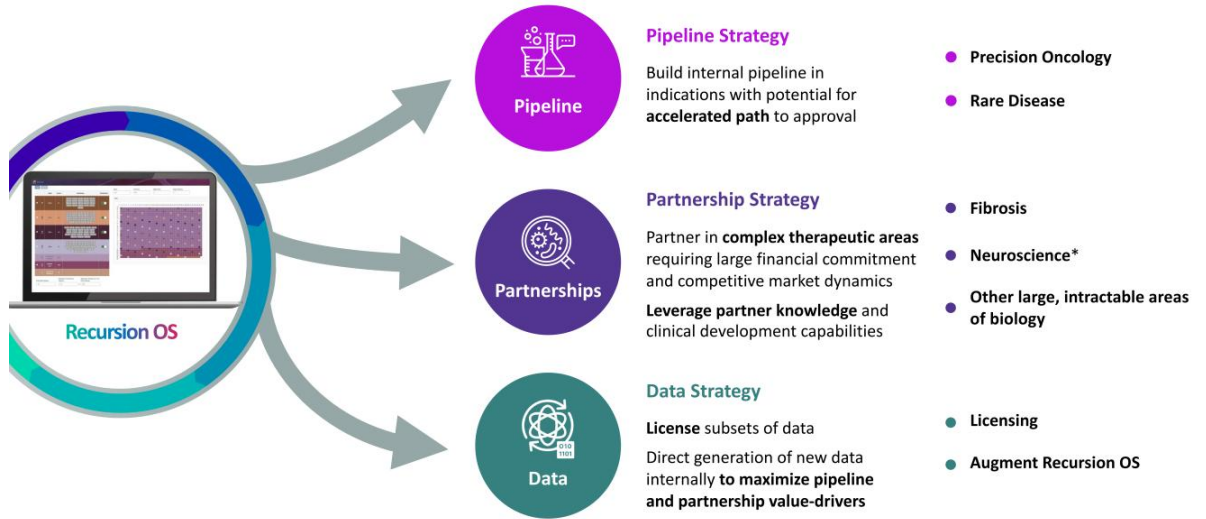 Pipeline
Pipeline Strategy
Build internal pipeline in
indications with potential for
accelerated path to approval
Precision Oncology
Rare Disease
Recursion OS
Partnerships
Partnership Strategy
Partner in complex therapeutic areas
requiring large financial commitment
and competitive market dynamics
Leverage partner knowledge and
clinical development capabilities
Fibrosis
Neuroscience*
Other large, intractable areas
of biology
Data
Data Strategy
License subsets of data
Direct generation of new data
internally to maximize pipeline
and partnership value-drivers
Licensing
Augment Recursion OS
010
1101